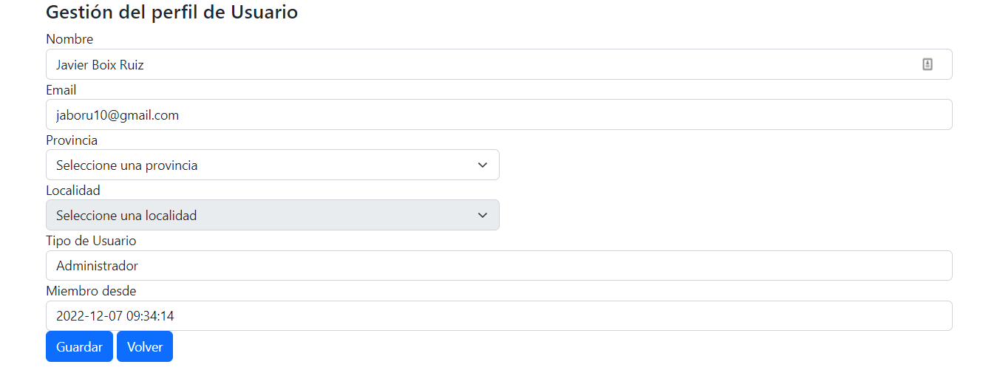 Gestión del perfil de Usuario
Nombre
Javier Boix Ruiz
Email
jaboru10@gmail.com
Provincia
Seleccione una provincia
Localidad
Seleccione una localidad
Tipo de Usuario
Administrador
Miembro desde
2022-12-07 09:34:14
Guardar Volver